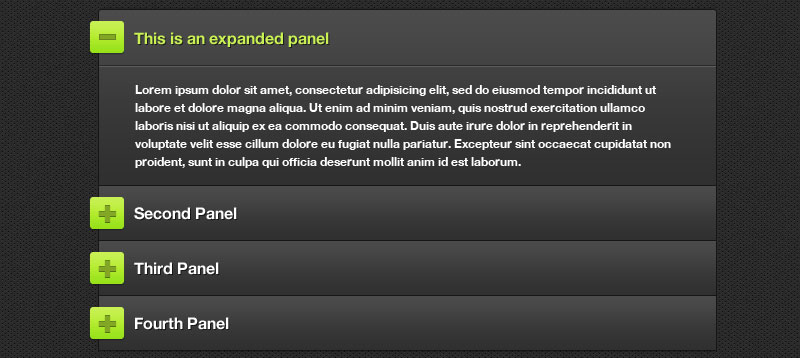 This is an expanded panel
Lorem ipsum dolor sit amet, consectetur adipisicing elit, sed do eiusmod tempor incididunt ut
labore et dolore magna aliqua. Ut enim ad minim veniam, quis nostrud exercitation ullamco
laboris nisi ut aliquip ex ea commodo consequat. Duis aute irure dolor in reprehenderit in
voluptate velit esse cillum dolore eu fugiat nulla pariatur. Excepteur sint occaecat cupidatat non
proident, sunt in culpa qui officia deserunt mollit anim id est laborum.
Second Panel
Third Panel
Fourth Panel